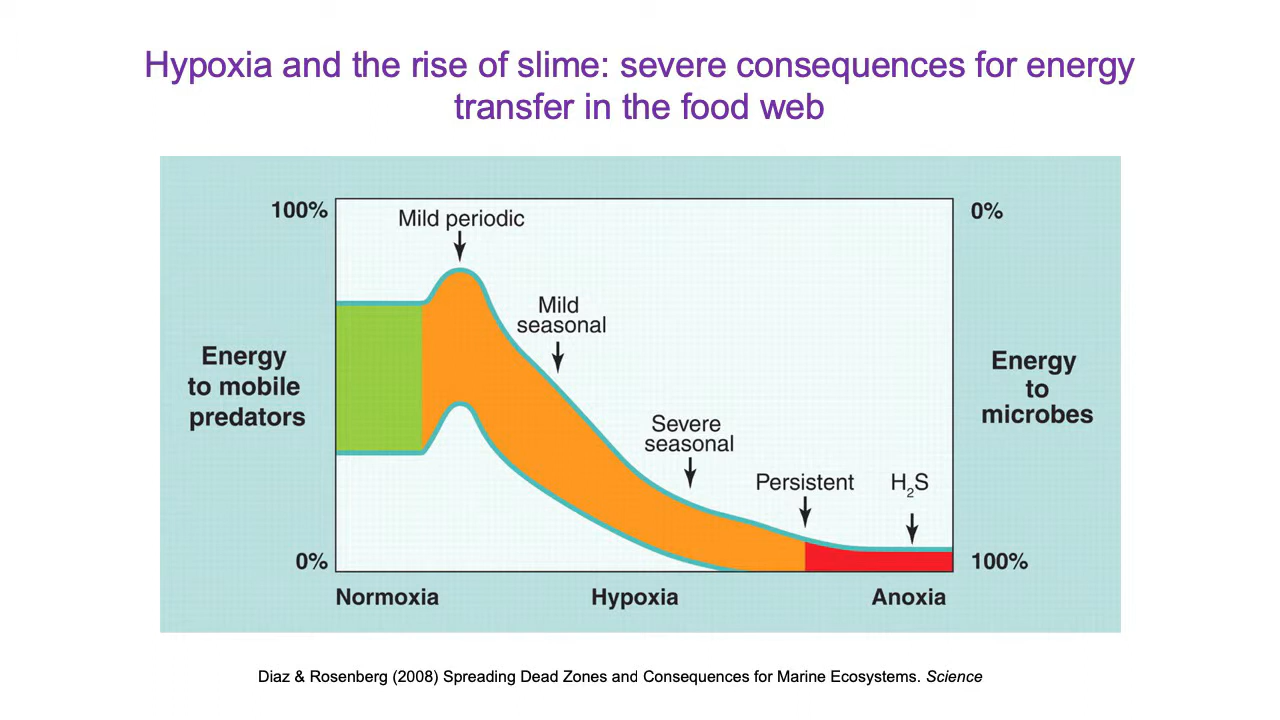 Hypoxia and the rise of slime: severe consequences for energy
transfer in the food web
100%
0%
Mild periodic
Mild
seasonal
Energy
to mobile
predators
Energy
to
microbes
Severe
seasonal
Persistent
H₂S
0%
100%
Normoxia
Hypoxia
Anoxia
Diaz & Rosenberg (2008) Spreading Dead Zones and Consequences for Marine Ecosystems. Science